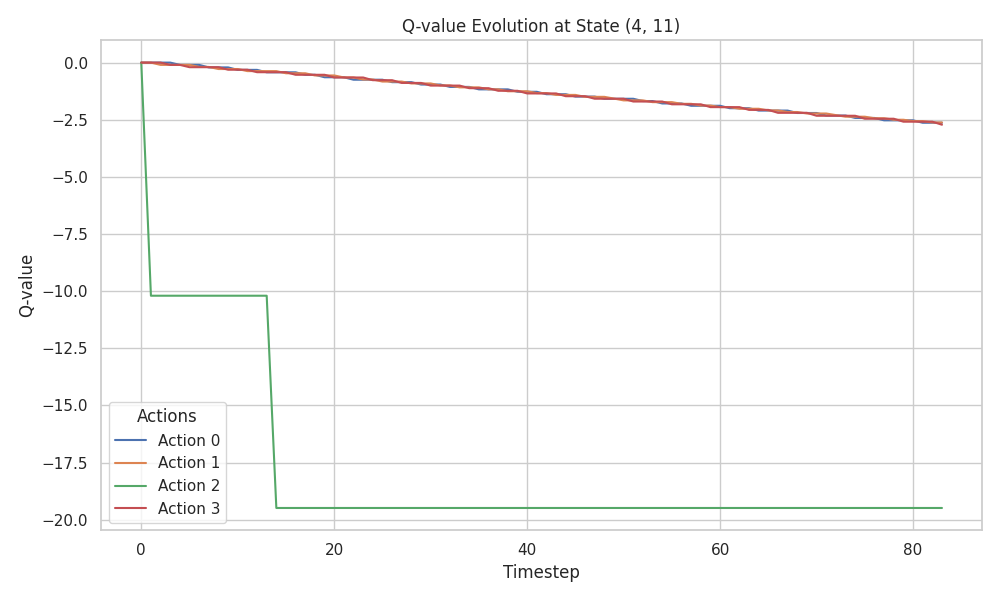 Q-value Evolution at State (4, 11)
Q-value
0.0
−2.5
−5.0
−7.5
−10.0
−12.5
−15.0
−17.5
−20.0
Actions
Action 0
Action 1
Action 2
Action 3
0
20
40
60
80
Timestep